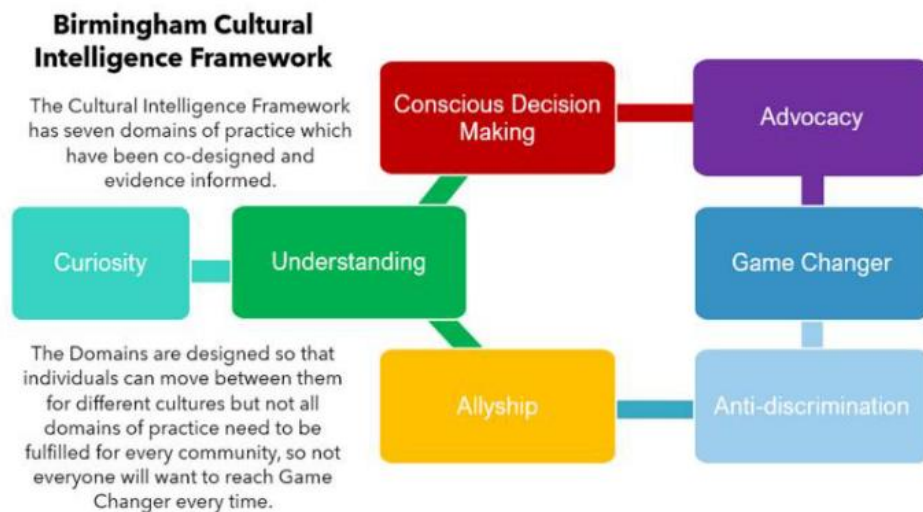 Birmingham Cultural
Intelligence Framework
The Cultural Intelligence Framework
has seven domains of practice which
have been co-designed and
evidence informed.
Conscious Decision
Making
Advocacy
Curiosity
Understanding
Game Changer
The Domains are designed so that
individuals can move between them
for different cultures but not all
domains of practice need to be
fulfilled for every community, so not
everyone will want to reach Game
Changer every time.
Allyship
Anti-discrimination